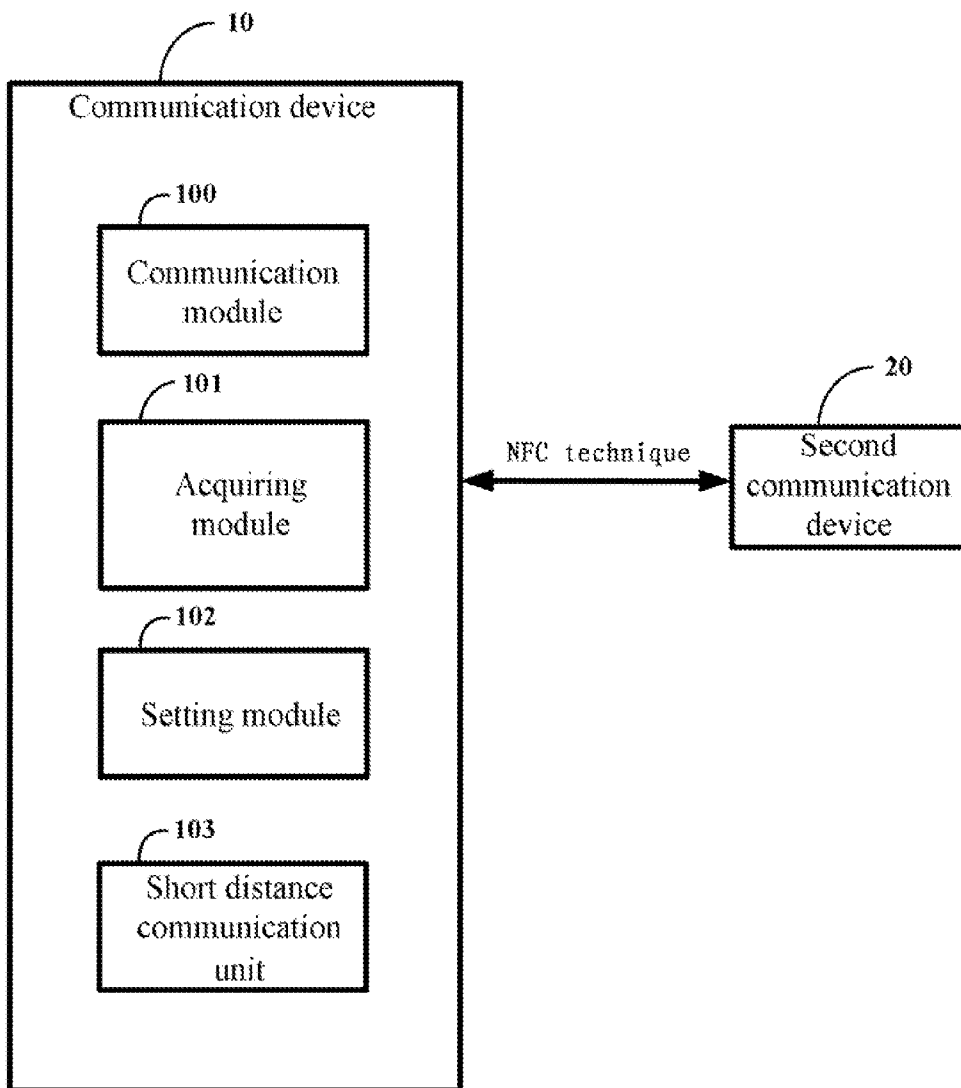 10
Communication device
100
Communication
module
101
Acquiring
module
102
Setting module
103
Short distance
communication
unit
NFC technique
20
Second
communication
device